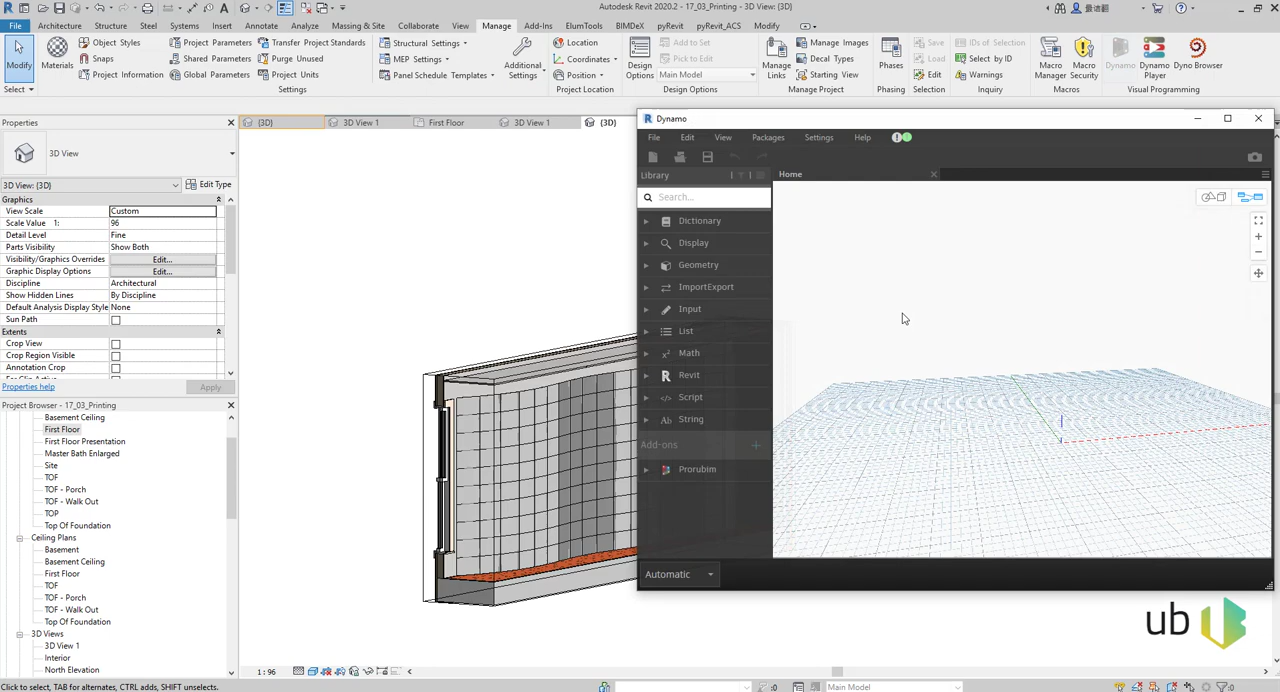 Autodesk Revit 2020.2 - 17_03_Printing - 3D View: {3D}
File Architecture Structure Steel Systems Insert Annotate Analyze Massing & Site Collaborate View Manage Add-Ins ElumTools BIMDeX pyRevit pyRevit_ACS Modify
Modify
Materials
Object Styles
Snaps
Project Information
Project Parameters
Shared Parameters
Global Parameters
Transfer Project Standards
Purge Unused
Project Units
Structural Settings
MEP Settings
Panel Schedule Templates
Additional Settings
Location
Coordinates
Position
Design Options
Add to Set
Pick to Edit
Main Model
Manage Links
Manage Images
Decal Types
Starting View
Phases
Save
Load
Edit
IDs of Selection
Select by ID
Warnings
Macro Manager
Macro Security
Dynamo
Dynamo Player
Dyno Browser
Select
Settings
Project Location
Design Options
Manage Project
Phasing
Selection
Inquiry
Macros
Visual Programming
Properties
{3D}
3D View 1
First Floor
3D View 1
{3D}
3D View
3D View: {3D}
Edit Type
Graphics
View Scale Custom
Scale Value 1: 96
Detail Level Fine
Parts Visibility Show Both
Visibility/Graphics Overrides Edit...
Graphic Display Options Edit...
Discipline Architectural
Show Hidden Lines By Discipline
Default Analysis Display Style None
Sun Path
Extents
Crop View
Crop Region Visible
Annotation Crop
Properties help
Apply
Project Browser - 17_03_Printing
Basement Ceiling
First Floor
First Floor Presentation
Master Bath Enlarged
Site
TOF
TOF - Porch
TOF - Walk Out
TOP
Top Of Foundation
Ceiling Plans
Basement
Basement Ceiling
First Floor
TOF
TOF - Porch
TOF - Walk Out
Top Of Foundation
3D Views
3D View 1
Interior
North Elevation
Dynamo
File Edit View Packages Settings Help
Library
Home
Search...
Dictionary
Display
Geometry
ImportExport
Input
List
Math
Revit
Script
String
Add-ons
Prorubim
Automatic
ub
1 : 96
Click to select, TAB for alternates, CTRL adds, SHIFT unselects.
:0
Main Model
:0